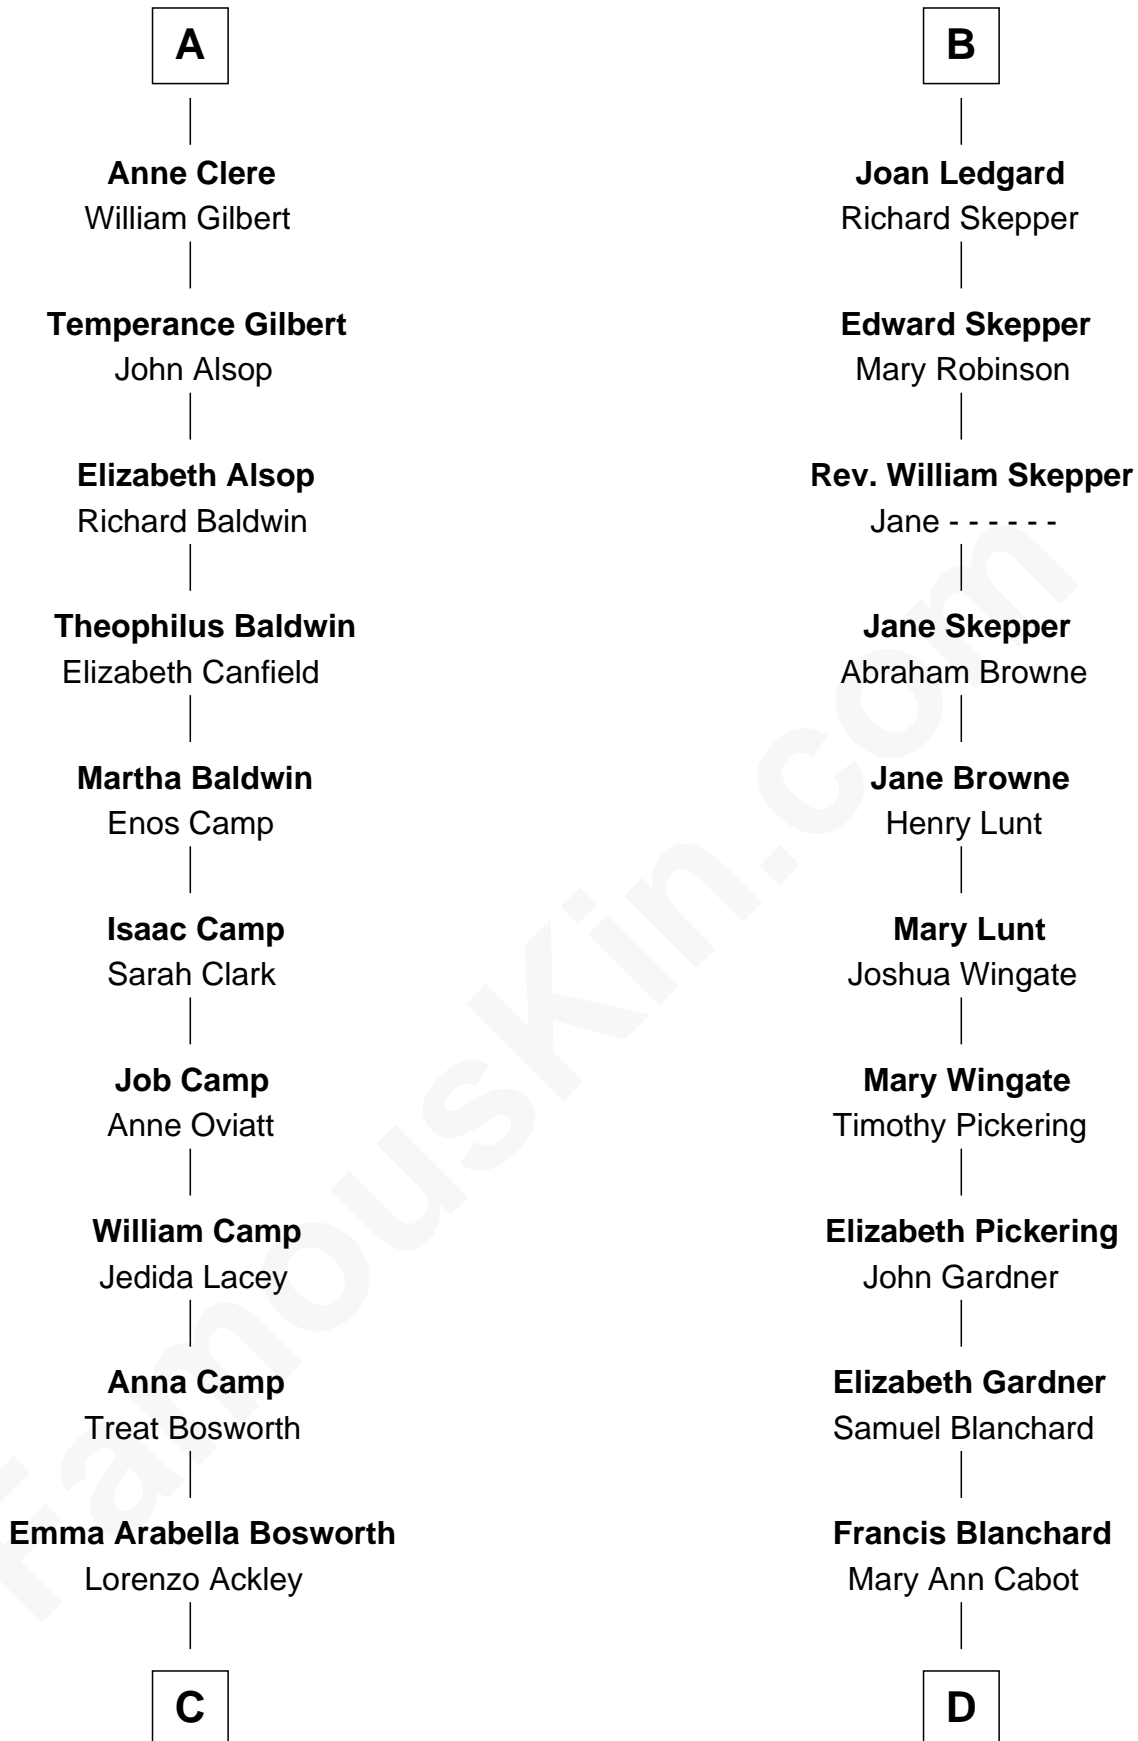 A
Anne Clere
William Gilbert
Temperance Gilbert
John Alsop
Elizabeth Alsop
Richard Baldwin
Theophilus Baldwin
Elizabeth Canfield
Martha Baldwin
Enos Camp
Isaac Camp
Sarah Clark
Job Camp
Anne Oviatt
William Camp
Jedida Lacey
Anna Camp
Treat Bosworth
Emma Arabella Bosworth
Lorenzo Ackley
C
B
Joan Ledgard
Richard Skepper
Edward Skepper
Mary Robinson
Rev. William Skepper
Jane - - - - - -
Jane Skepper
Abraham Browne
Jane Browne
Henry Lunt
Mary Lunt
Joshua Wingate
Mary Wingate
Timothy Pickering
Elizabeth Pickering
John Gardner
Elizabeth Gardner
Samuel Blanchard
Francis Blanchard
Mary Ann Cabot
D
FamousKin.com